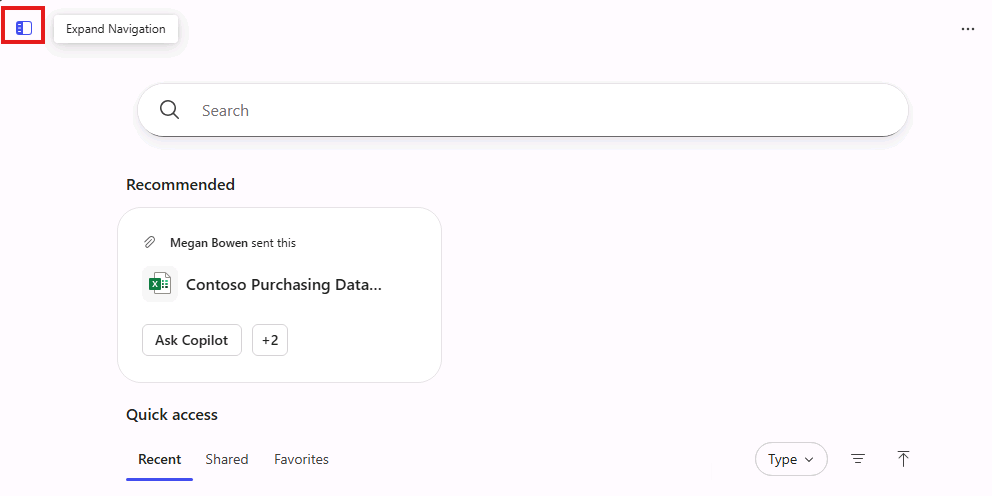 Expand Navigation
...
Search
Recommended
Megan Bowen sent this
Contoso Purchasing Data...
Ask Copilot
+2
Quick access
Recent
Shared
Favorites
Type